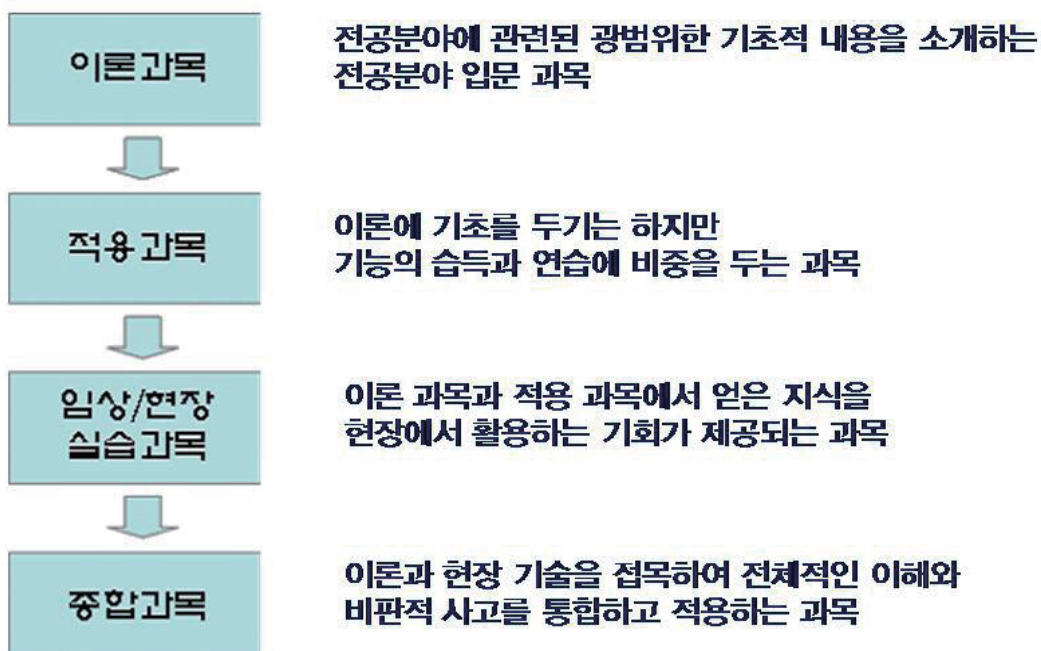 이론과목
전공분야에 관련된 광범위한 기초적 내용을 소개하는
전공분야 입문 과목
적용과목
이론에 기초를 두기는 하지만
기능의 습득과 연습에 비중을 두는 과목
임상/현장
실습과목
이론 과목과 적용 과목에서 얻은 지식을
현장에서 활용하는 기회가 제공되는 과목
종합과목
이론과 현장 기술을 접목하여 전체적인 이해와
비판적 사고를 통합하고 적용하는 과목